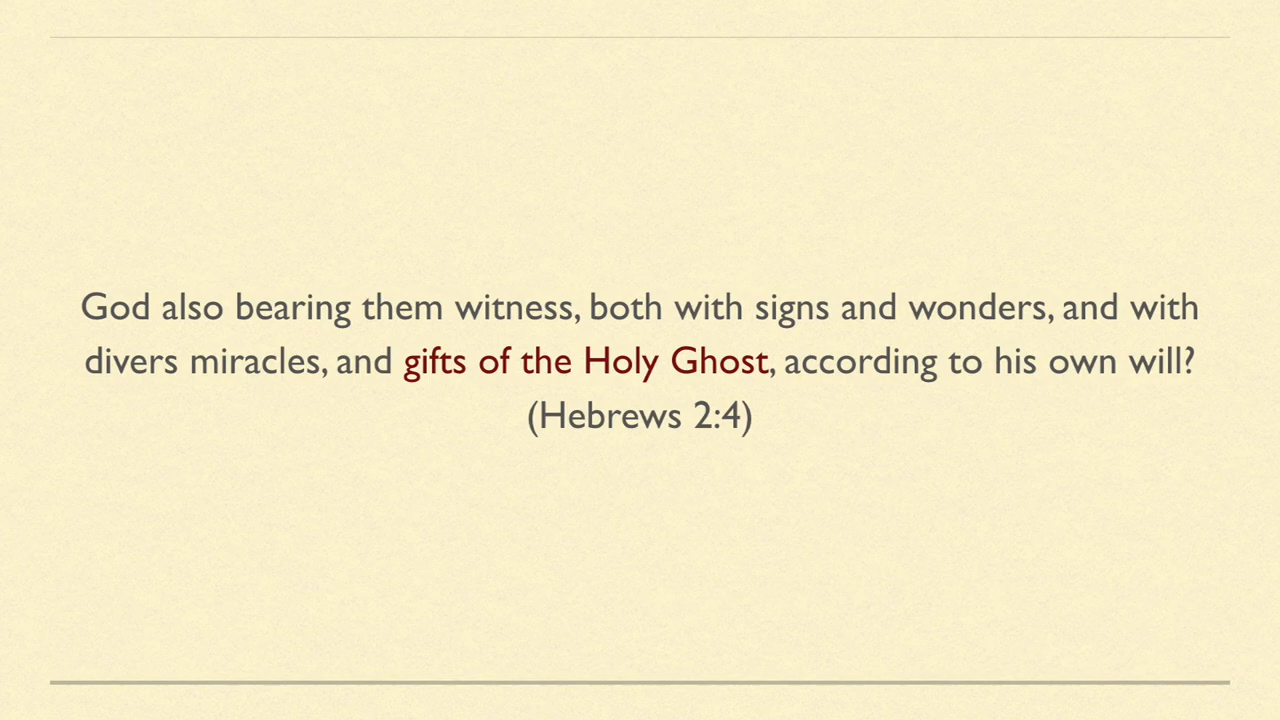 God also bearing them witness, both with signs and wonders, and with
divers miracles, and gifts of the Holy Ghost, according to his own will?
(Hebrews 2:4)